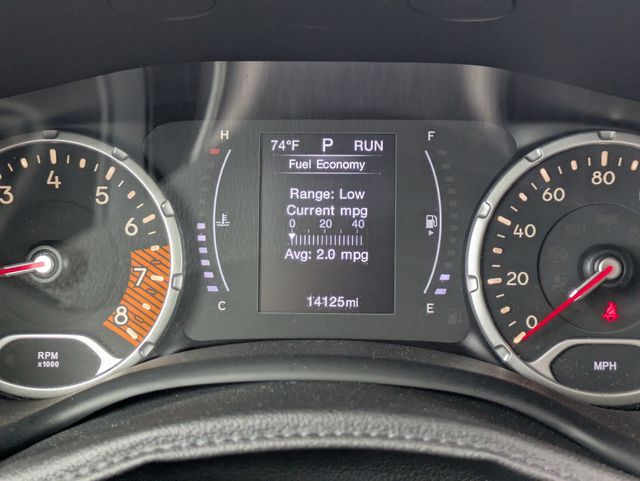 H
74°F P RUN
F
Fuel Economy
Range: Low
Current mpg
0 20 40
Avg: 2.0 mpg
14125mi
C
E
3 4 5 6 7 8
RPM
x1000
0 20 40 60 80
MPH